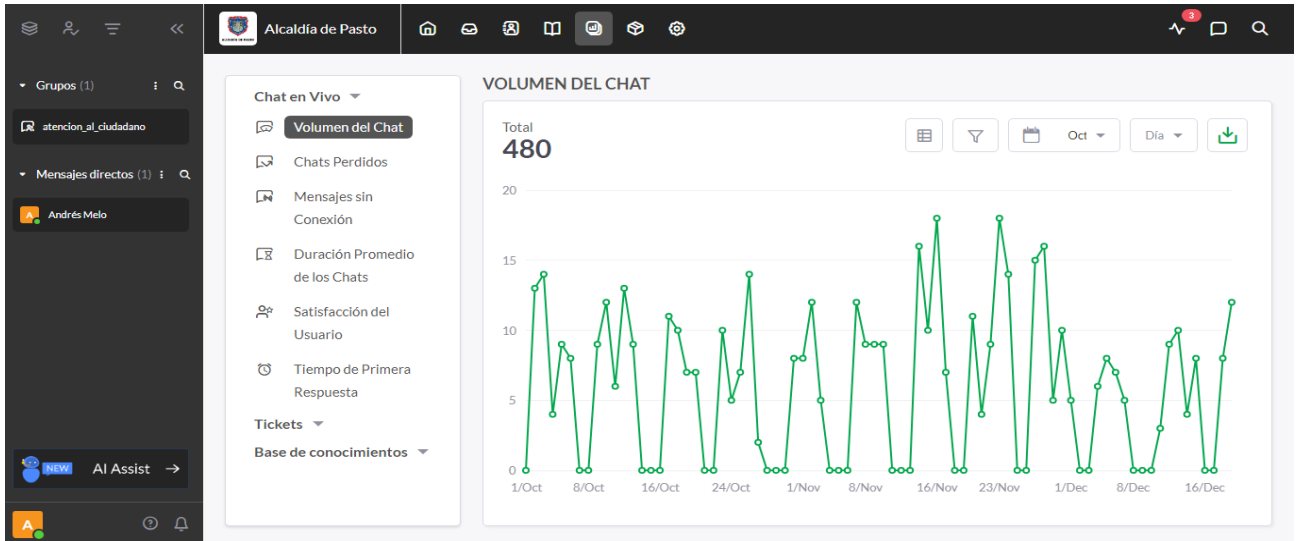 Alcaldía de Pasto
3
Grupos (1)
atencion_al_ciudadano
Mensajes directos (1)
A
Andrés Melo
NEW AI Assist →
A
Chat en Vivo
Volumen del Chat
Chats Perdidos
Mensajes sin
Conexión
Duración Promedio
de los Chats
Satisfacción del
Usuario
Tiempo de Primera
Respuesta
Tickets
Base de conocimientos
VOLUMEN DEL CHAT
Total
480
Oct
Día
20
15
10
5
0
1/Oct 8/Oct 16/Oct 24/Oct 1/Nov 8/Nov 16/Nov 23/Nov 1/Dec 8/Dec 16/Dec